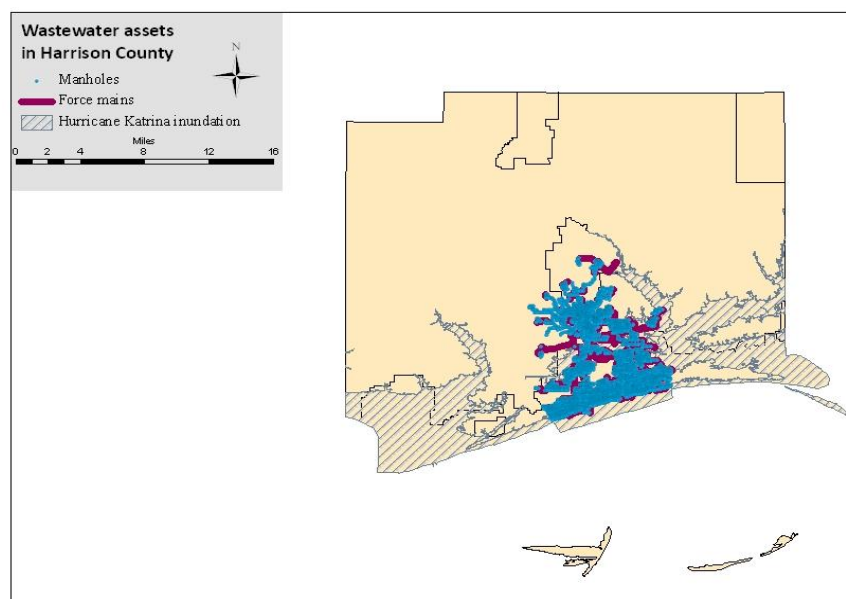 Wastewater assets
in Harrison County
N
Manholes
Force mains
Hurricane Katrina inundation
Miles
0 2 4 8 12 16